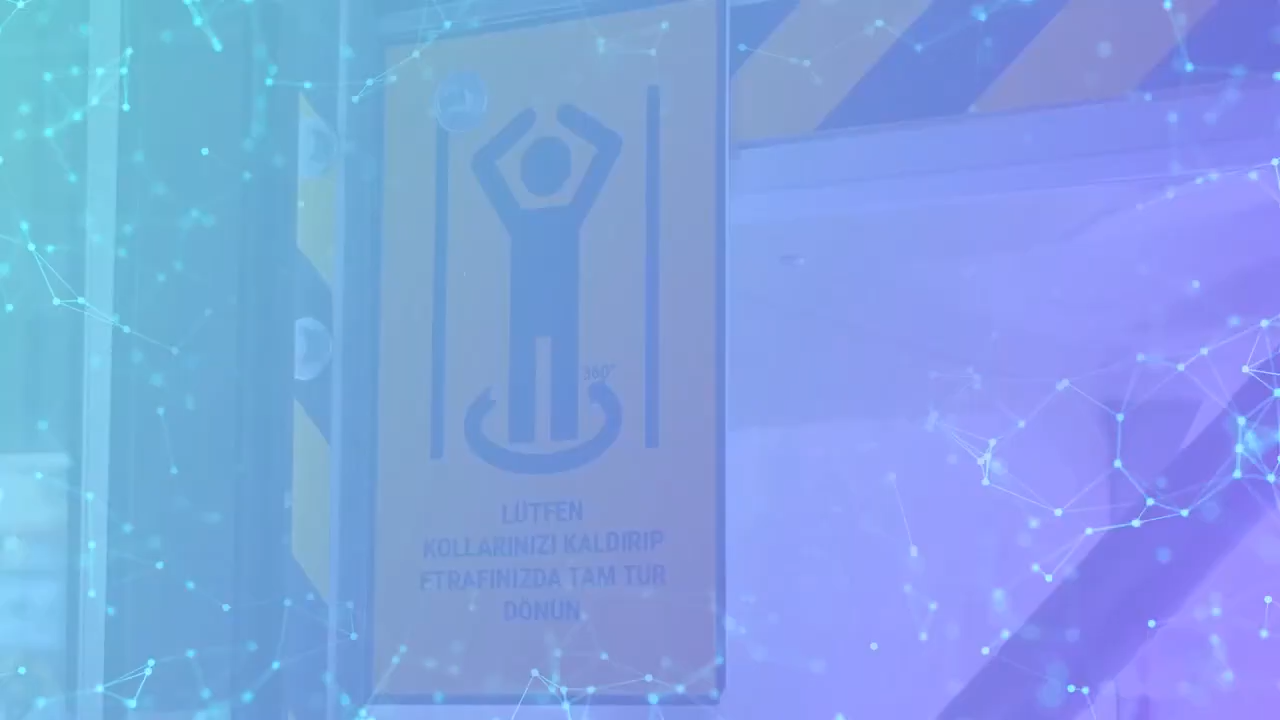 360°
LÜTFEN
KOLLARINIZI KALDIRIP
ETRAFINIZDA TAM TUR
DÖNÜN